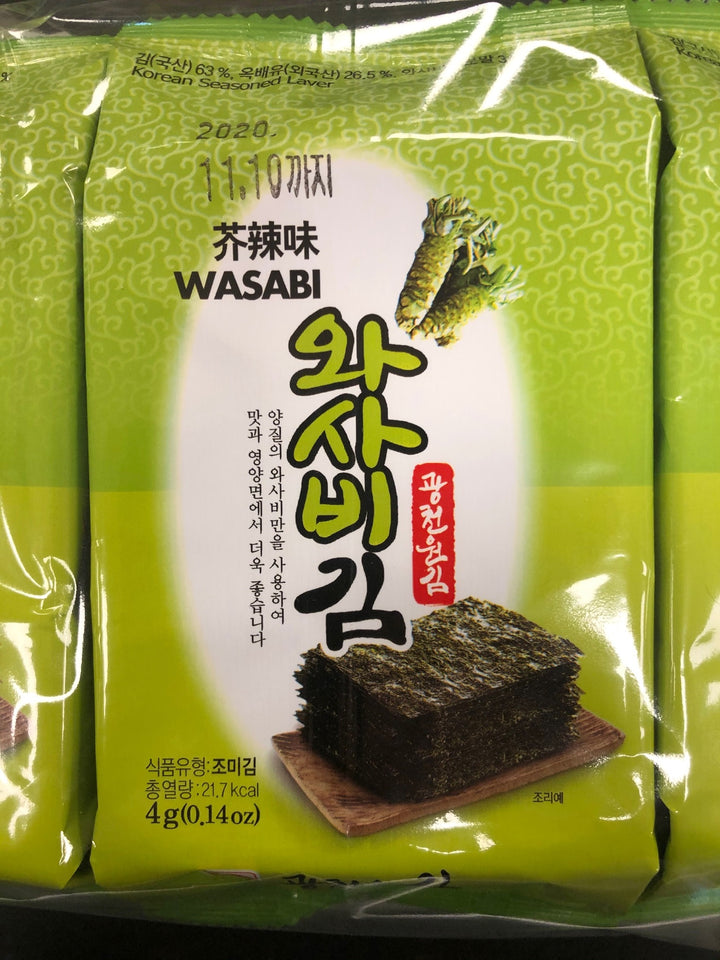 김(국산) 63 %, 옥배유(외국산) 26.5 %,
Korean Seasoned Laver
2020.
11.10까지
芥辣味
WASABI
와사비김
양질의 와사비만을 사용하여
맛과 영양면에서 더욱 좋습니다
광천원김
식품유형:조미김
총열량:21.7 kcal
4g(0.14oz)
조리예